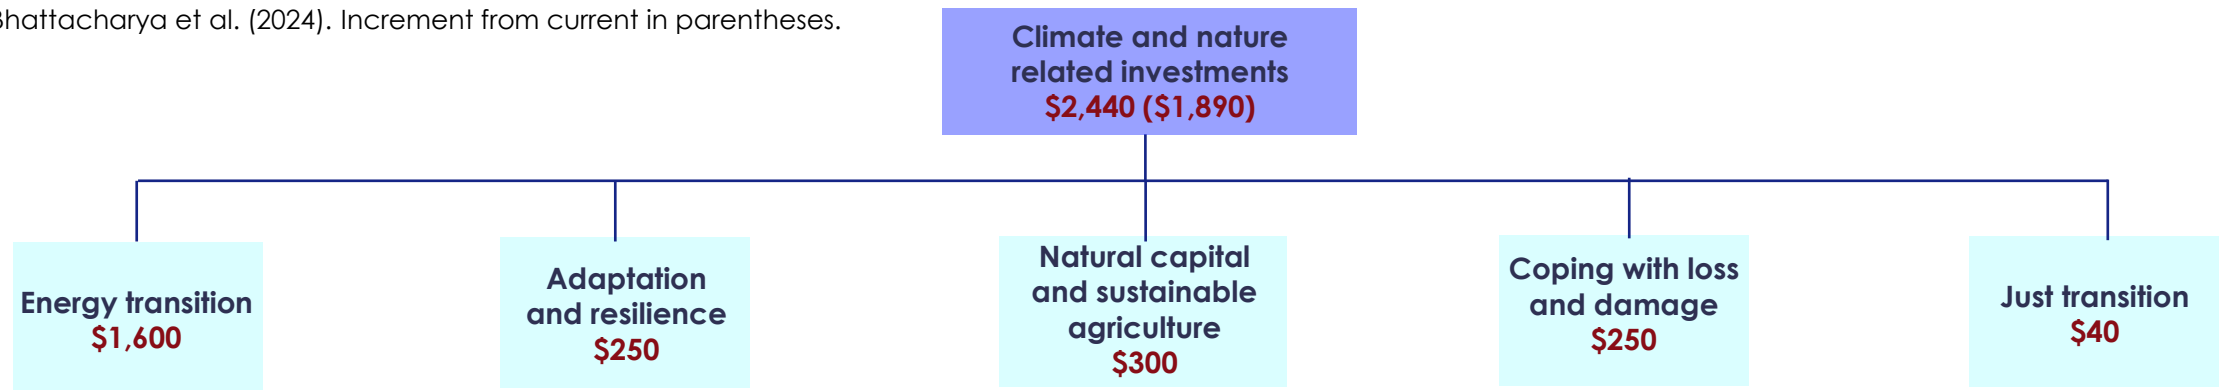 Bhattacharya et al. (2024). Increment from current in parentheses.
Climate and nature
related investments
$2,440 ($1,890)
Energy transition
$1,600
Adaptation
and resilience
$250
Natural capital
and sustainable
agriculture
$300
Coping with loss
and damage
$250
Just transition
$40